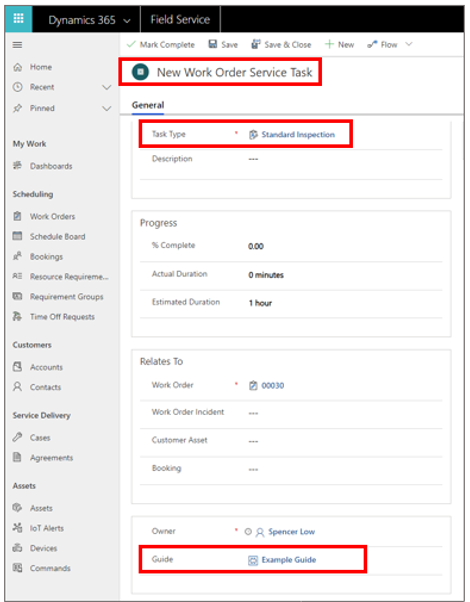 Dynamics 365
Field Service
Mark Complete
Save
Save & Close
New
Flow
Home
Recent
Pinned
My Work
Dashboards
Scheduling
Work Orders
Schedule Board
Bookings
Resource Requireme...
Requirement Groups
Time Off Requests
Customers
Accounts
Contacts
Service Delivery
Cases
Agreements
Assets
Assets
IoT Alerts
Devices
Commands
New Work Order Service Task
General
Task Type * Standard Inspection
Description ---
Progress
% Complete 0.00
Actual Duration 0 minutes
Estimated Duration 1 hour
Relates To
Work Order * 00030
Work Order Incident ---
Customer Asset ---
Booking ---
Owner * Spencer Low
Guide Example Guide